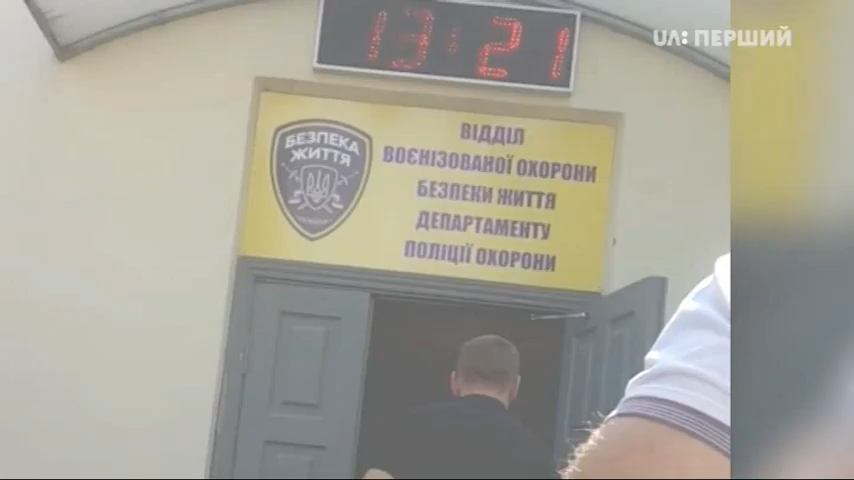 13:21
UA: ПЕРШИЙ
БЕЗПЕКА
ЖИТТЯ
ВІДДІЛ
ВОЄНІЗОВАНОЇ ОХОРОНИ
БЕЗПЕКИ ЖИТТЯ
ДЕПАРТАМЕНТУ
ПОЛІЦІЇ ОХОРОНИ